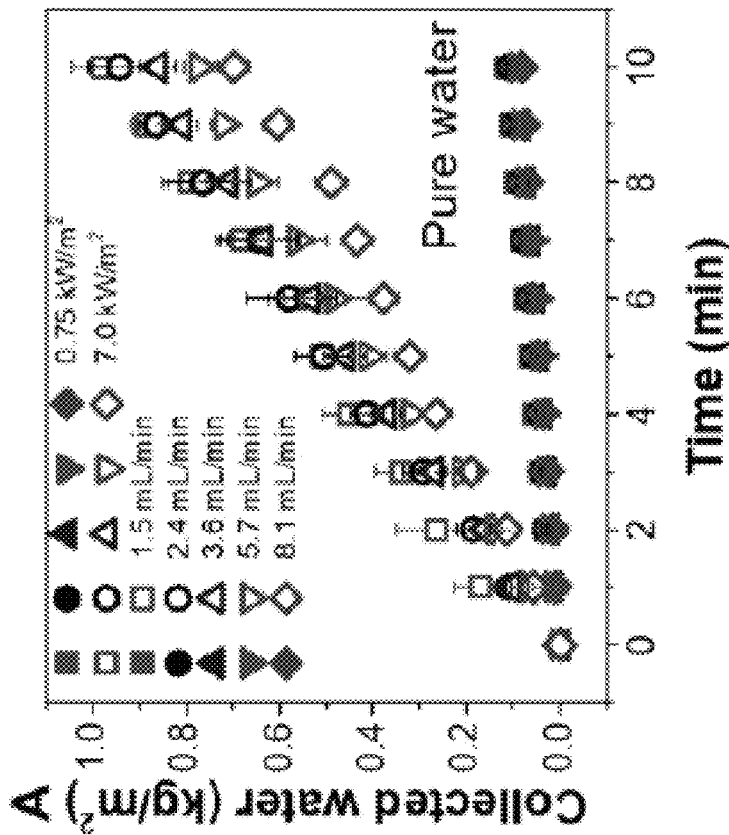 A
0.75 kW/m²
7.0 kW/m²
1.5 mL/min
2.4 mL/min
3.6 mL/min
5.7 mL/min
8.1 mL/min
Pure water
Collected water (kg/m²)
1.0
0.8
0.6
0.4
0.2
0.0
0
2
4
6
8
10
Time (min)